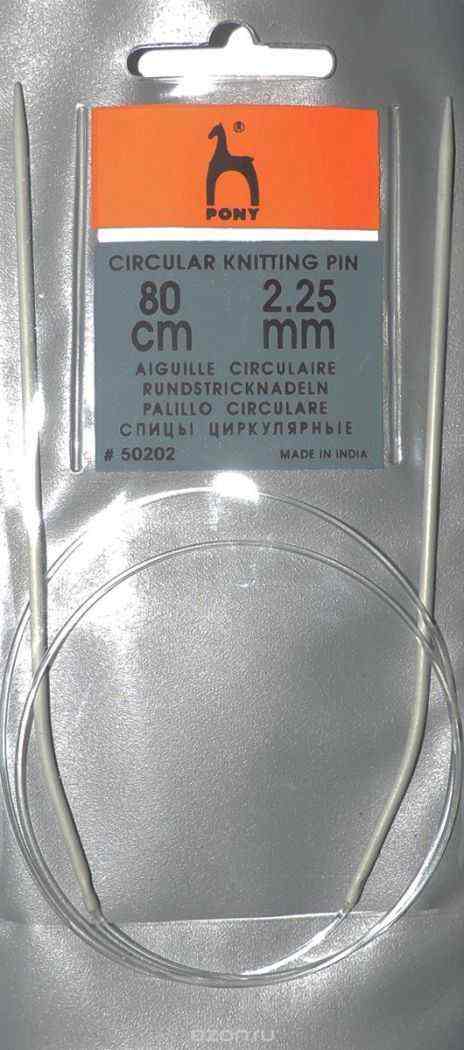 ®
PONY
CIRCULAR KNITTING PIN
80 2.25
cm mm
AIGUILLE CIRCULAIRE
RUNDSTRICKNADELN
PALILLO CIRCULARE
СПИЦЫ ЦИРКУЛЯРНЫЕ
# 50202 MADE IN INDIA
ozon.ru